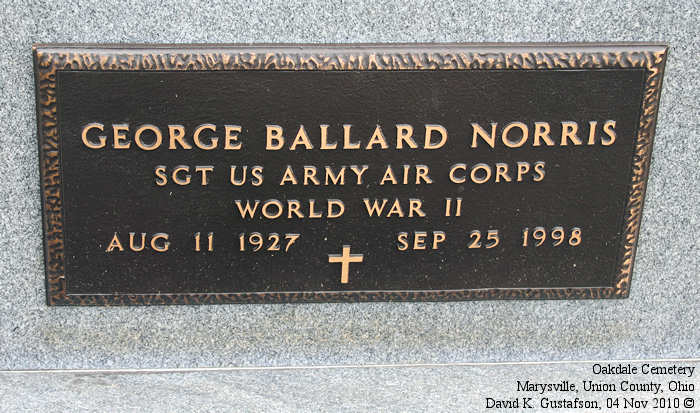 GEORGE BALLARD NORRIS
SGT US ARMY AIR CORPS
WORLD WAR II
AUG 11 1927 SEP 25 1998
Oakdale Cemetery
Marysville, Union County, Ohio
David K. Gustafson, 04 Nov 2010 ©